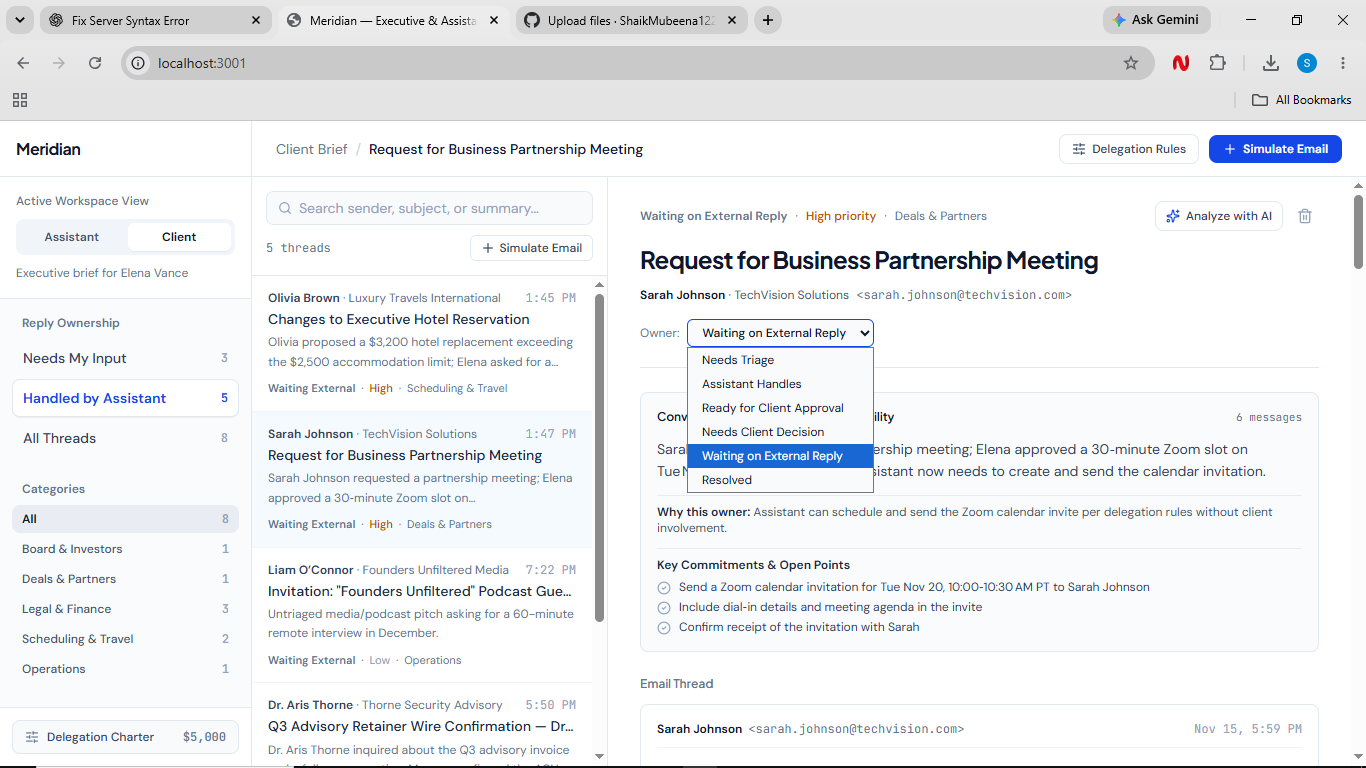 Fix Server Syntax Error
Meridian — Executive & Assista
Upload files · ShaikMubeena122
Ask Gemini
localhost:3001
S
All Bookmarks
Meridian
Client Brief / Request for Business Partnership Meeting
Delegation Rules
Simulate Email
Active Workspace View
Assistant
Client
Executive brief for Elena Vance
Reply Ownership
Needs My Input 3
Handled by Assistant 5
All Threads 8
Categories
All 8
Board & Investors 1
Deals & Partners 1
Legal & Finance 3
Scheduling & Travel 2
Operations 1
Delegation Charter $5,000
Search sender, subject, or summary...
5 threads
Simulate Email
Olivia Brown · Luxury Travels International 1:45 PM
Changes to Executive Hotel Reservation
Olivia proposed a $3,200 hotel replacement exceeding
the $2,500 accommodation limit; Elena asked for a...
Waiting External · High · Scheduling & Travel
Sarah Johnson · TechVision Solutions 1:47 PM
Request for Business Partnership Meeting
Sarah Johnson requested a partnership meeting; Elena
approved a 30-minute Zoom slot on...
Waiting External · High · Deals & Partners
Liam O’Connor · Founders Unfiltered Media 7:22 PM
Invitation: "Founders Unfiltered" Podcast Gue...
Untriaged media/podcast pitch asking for a 60-minute
remote interview in December.
Waiting External · Low · Operations
Dr. Aris Thorne · Thorne Security Advisory 5:50 PM
Q3 Advisory Retainer Wire Confirmation — Dr...
Dr. Aris Thorne inquired about the Q3 advisory invoice
Waiting on External Reply · High priority · Deals & Partners
Analyze with AI
Request for Business Partnership Meeting
Sarah Johnson · TechVision Solutions <sarah.johnson@techvision.com>
Owner: Waiting on External Reply
Needs Triage
Assistant Handles
Ready for Client Approval
Needs Client Decision
Waiting on External Reply
Resolved
Conv ility 6 messages
Sara ership meeting; Elena approved a 30-minute Zoom slot on
Tue N sistant now needs to create and send the calendar invitation.
Why this owner: Assistant can schedule and send the Zoom calendar invite per delegation rules without client
involvement.
Key Commitments & Open Points
Send a Zoom calendar invitation for Tue Nov 20, 10:00-10:30 AM PT to Sarah Johnson
Include dial-in details and meeting agenda in the invite
Confirm receipt of the invitation with Sarah
Email Thread
Sarah Johnson <sarah.johnson@techvision.com> Nov 15, 5:59 PM